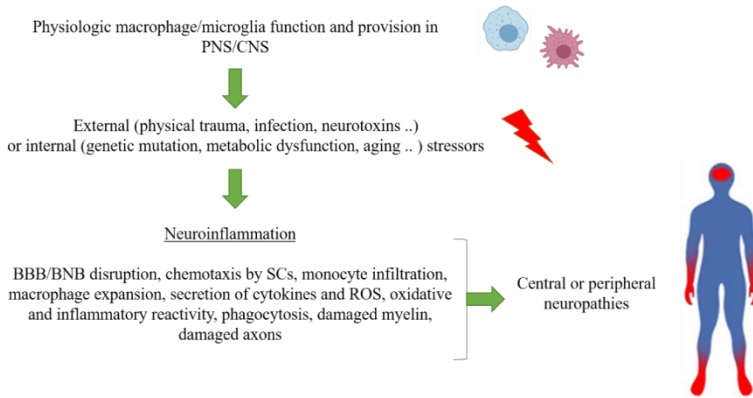 Physiologic macrophage/microglia function and provision in
PNS/CNS
External (physical trauma, infection, neurotoxins ..)
or internal (genetic mutation, metabolic dysfunction, aging .. ) stressors
Neuroinflammation
BBB/BNB disruption, chemotaxis by SCs, monocyte infiltration,
macrophage expansion, secretion of cytokines and ROS, oxidative
and inflammatory reactivity, phagocytosis, damaged myelin,
damaged axons
Central or peripheral
neuropathies